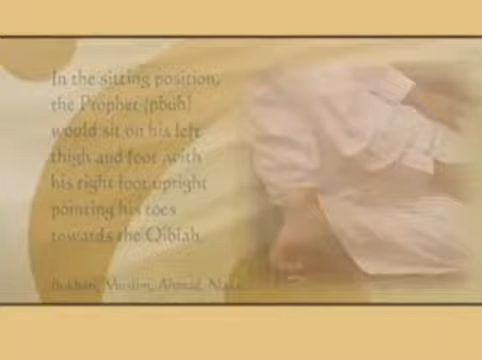 In the sitting position,
the Prophet (pbuh)
would sit on his left
thigh and foot ,with
his right foot upright
pointing his toes
towards the Qiblah
Bukhari, Muslim, Ahmad,